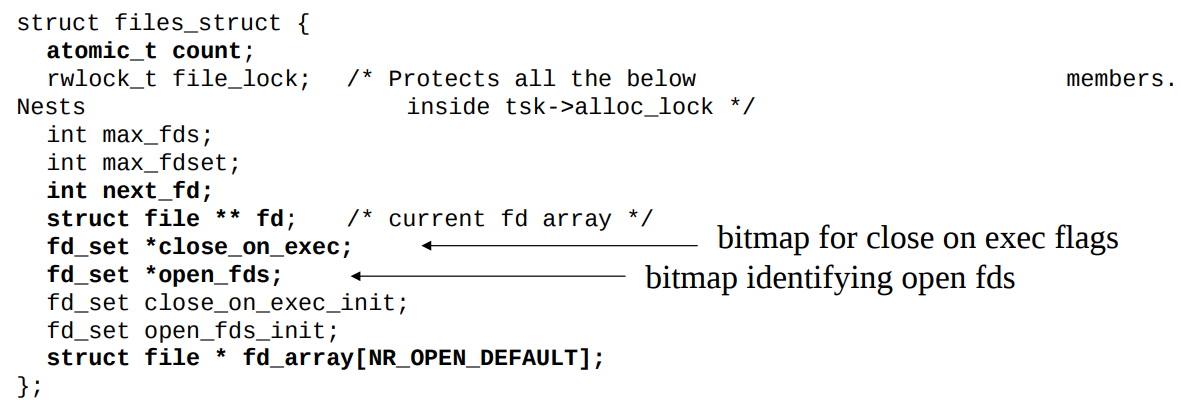 struct files_struct {
atomic_t count;
rwlock_t file_lock; /* Protects all the below members.
Nests inside tsk->alloc_lock */
int max_fds;
int max_fdset;
int next_fd;
struct file ** fd; /* current fd array */
fd_set *close_on_exec; bitmap for close on exec flags
fd_set *open_fds; bitmap identifying open fds
fd_set close_on_exec_init;
fd_set open_fds_init;
struct file * fd_array[NR_OPEN_DEFAULT];
};